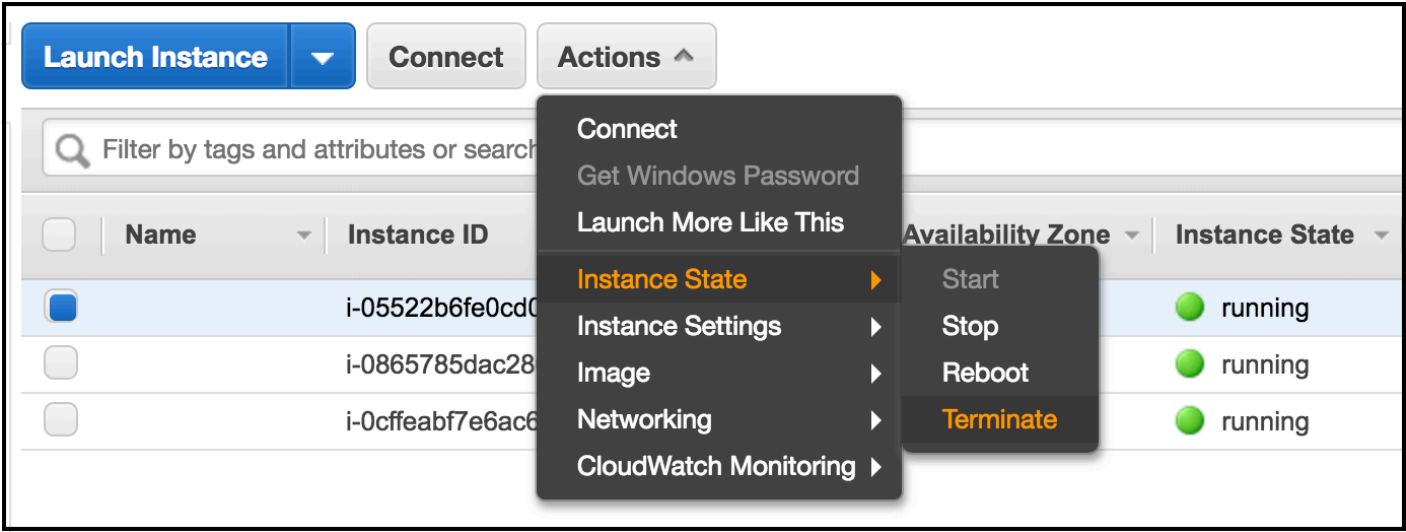 Launch Instance Connect Actions
Filter by tags and attributes or search
Connect
Get Windows Password
Launch More Like This
Instance State
Instance Settings
Image
Networking
CloudWatch Monitoring
Start
Stop
Reboot
Terminate
Name Instance ID Availability Zone Instance State
i-05522b6fe0cd0 running
i-0865785dac28 running
i-0cffeabf7e6ac6 running